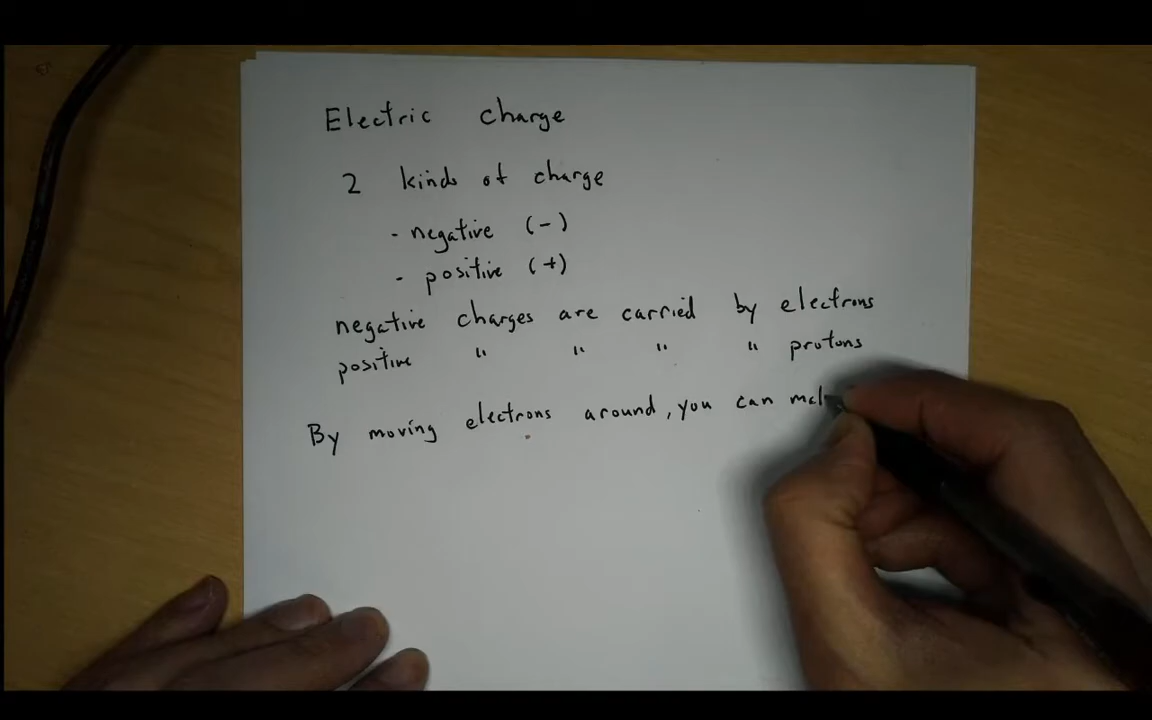 Electric charge
2 kinds of charge
- negative (-)
- positive (+)
negative charges are carried by electrons
positive " " " " protons
By moving electrons around, you can